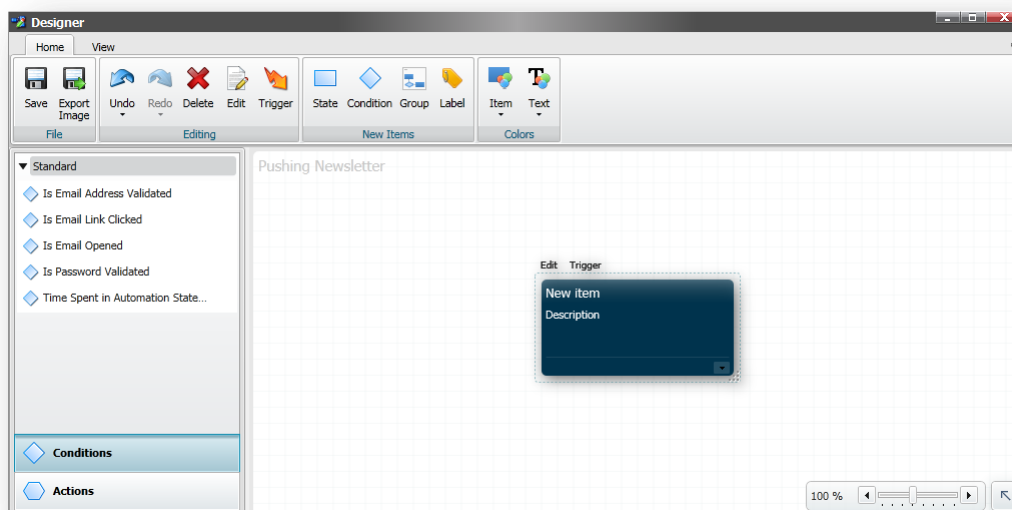 Designer
Home View
Save Export Image Undo Redo Delete Edit Trigger State Condition Group Label Item Text
File Editing New Items Colors
Standard
Is Email Address Validated
Is Email Link Clicked
Is Email Opened
Is Password Validated
Time Spent in Automation State...
Conditions
Actions
Pushing Newsletter
Edit Trigger
New item
Description
100 %